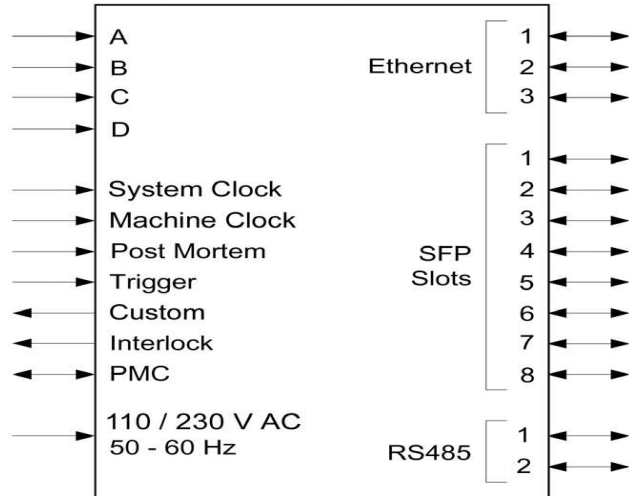 A
B
C
D
System Clock
Machine Clock
Post Mortem
Trigger
Custom
Interlock
PMC
110 / 230 V AC
50 - 60 Hz
Ethernet
1
2
3
SFP
Slots
1
2
3
4
5
6
7
8
RS485
1
2